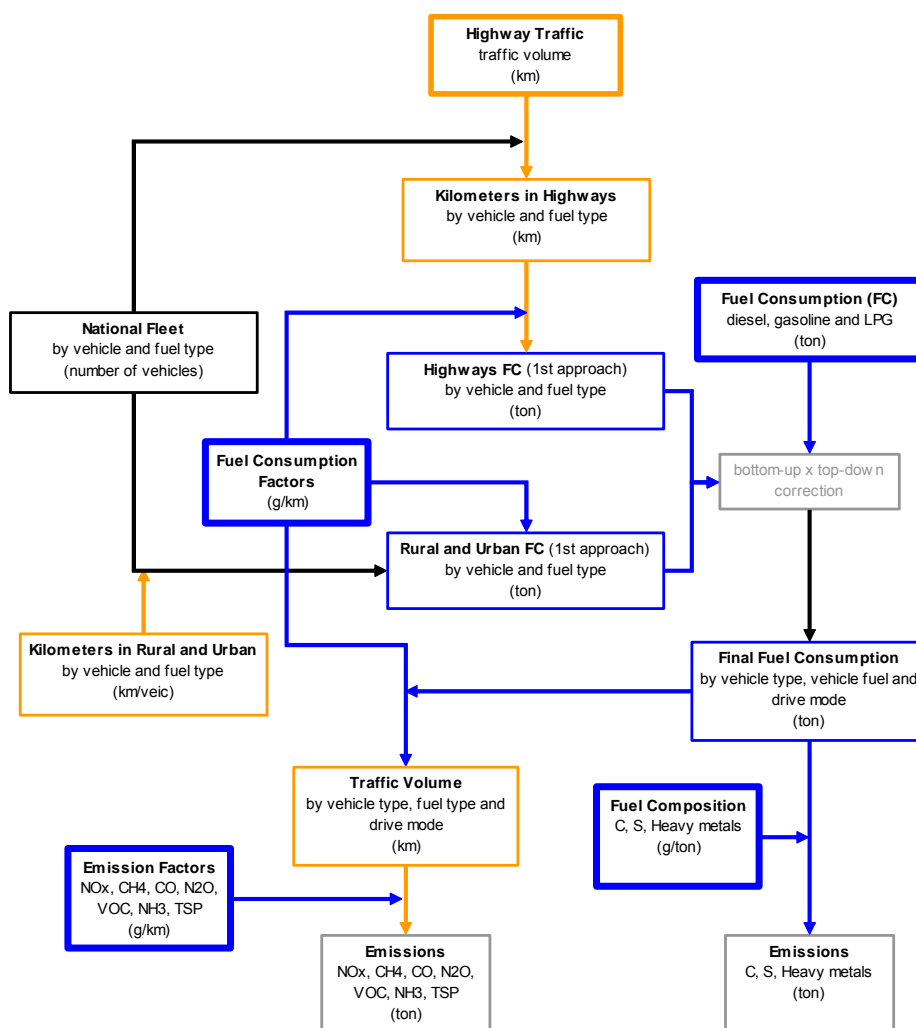 Highway Traffic
traffic volume
(km)
Kilometers in Highways
by vehicle and fuel type
(km)
Fuel Consumption (FC)
diesel, gasoline and LPG
(ton)
National Fleet
by vehicle and fuel type
(number of vehicles)
Highways FC (1st approach)
by vehicle and fuel type
(ton)
Fuel Consumption
Factors
(g/km)
bottom-up x top-dow n
correction
Rural and Urban FC (1st approach)
by vehicle and fuel type
(ton)
Kilometers in Rural and Urban
by vehicle and fuel type
(km/veic)
Final Fuel Consumption
by vehicle type, vehicle fuel and
drive mode
(ton)
Traffic Volume
by vehicle type, fuel type and
drive mode
(km)
Fuel Composition
C, S, Heavy metals
(g/ton)
Emission Factors
NOx, CH4, CO, N2O,
VOC, NH3, TSP
(g/km)
Emissions
NOx, CH4, CO, N2O,
VOC, NH3, TSP
(ton)
Emissions
C, S, Heavy metals
(ton)